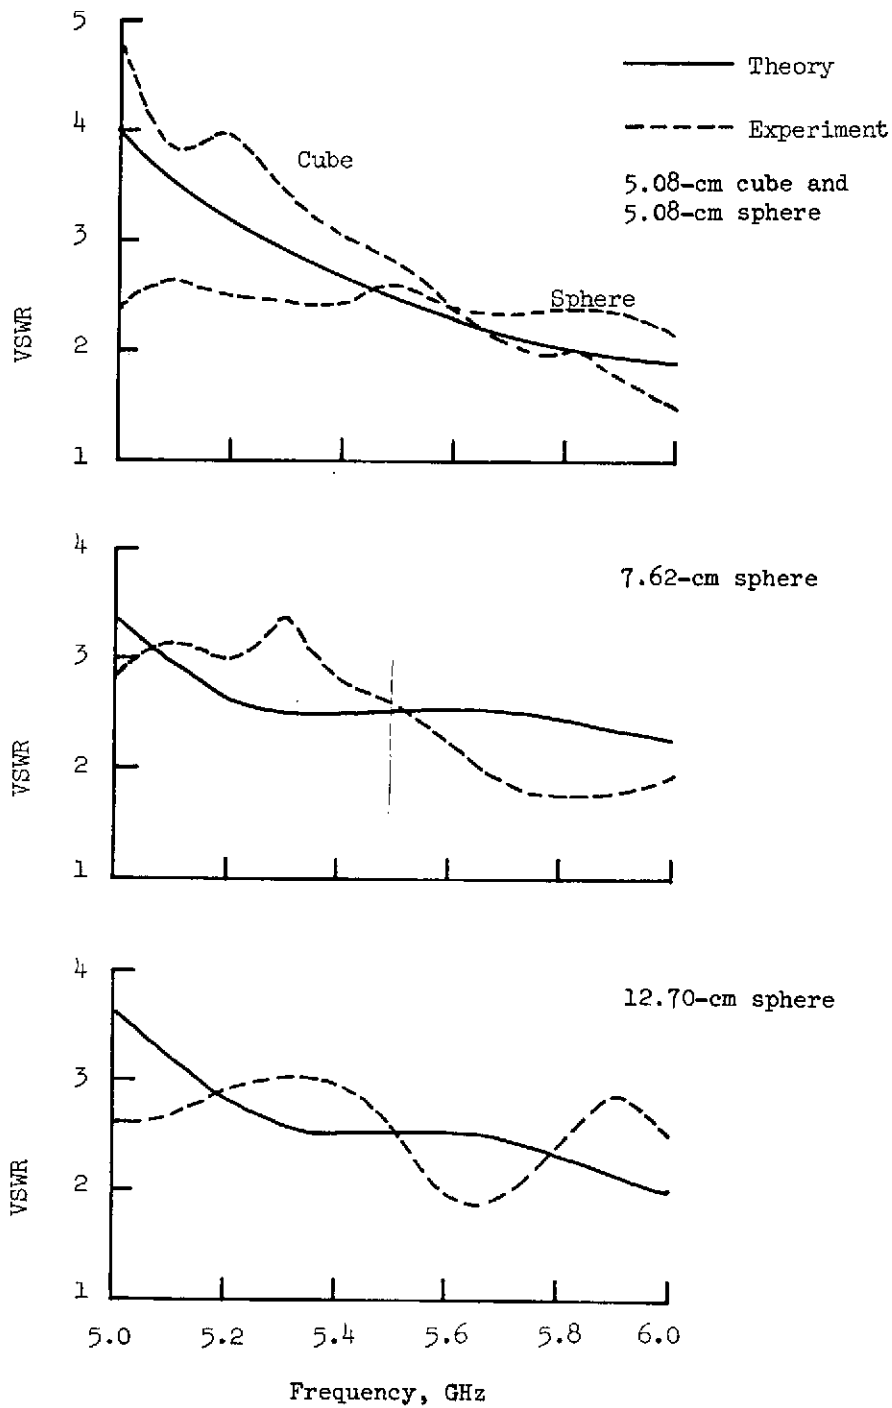 5
4
3
2
1
VSWR
Theory
Experiment
5.08-cm cube and
5.08-cm sphere
Cube
Sphere
4
3
2
1
VSWR
7.62-cm sphere
4
3
2
1
VSWR
12.70-cm sphere
5.0 5.2 5.4 5.6 5.8 6.0
Frequency, GHz